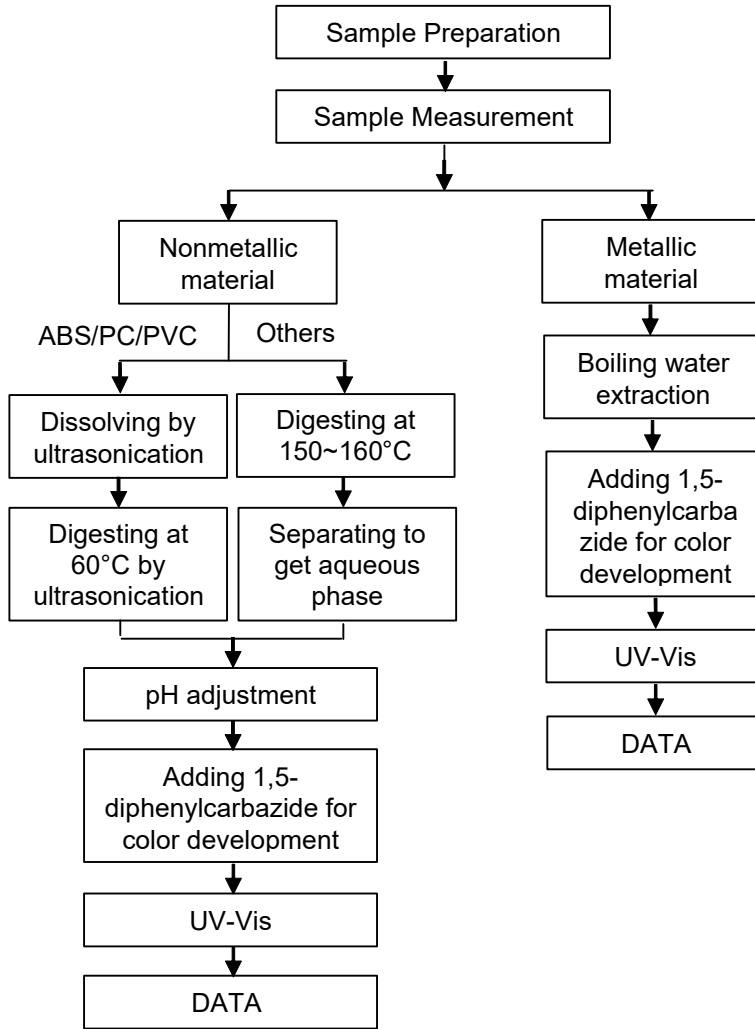 Sample Preparation
Sample Measurement
Nonmetallic
material
ABS/PC/PVC
Others
Dissolving by
ultrasonication
Digesting at
150~160°C
Digesting at
60°C by
ultrasonication
Separating to
get aqueous
phase
pH adjustment
Adding 1,5-
diphenylcarbazide for
color development
UV-Vis
DATA
Metallic
material
Boiling water
extraction
Adding 1,5-
diphenylcarba
zide for color
development
UV-Vis
DATA